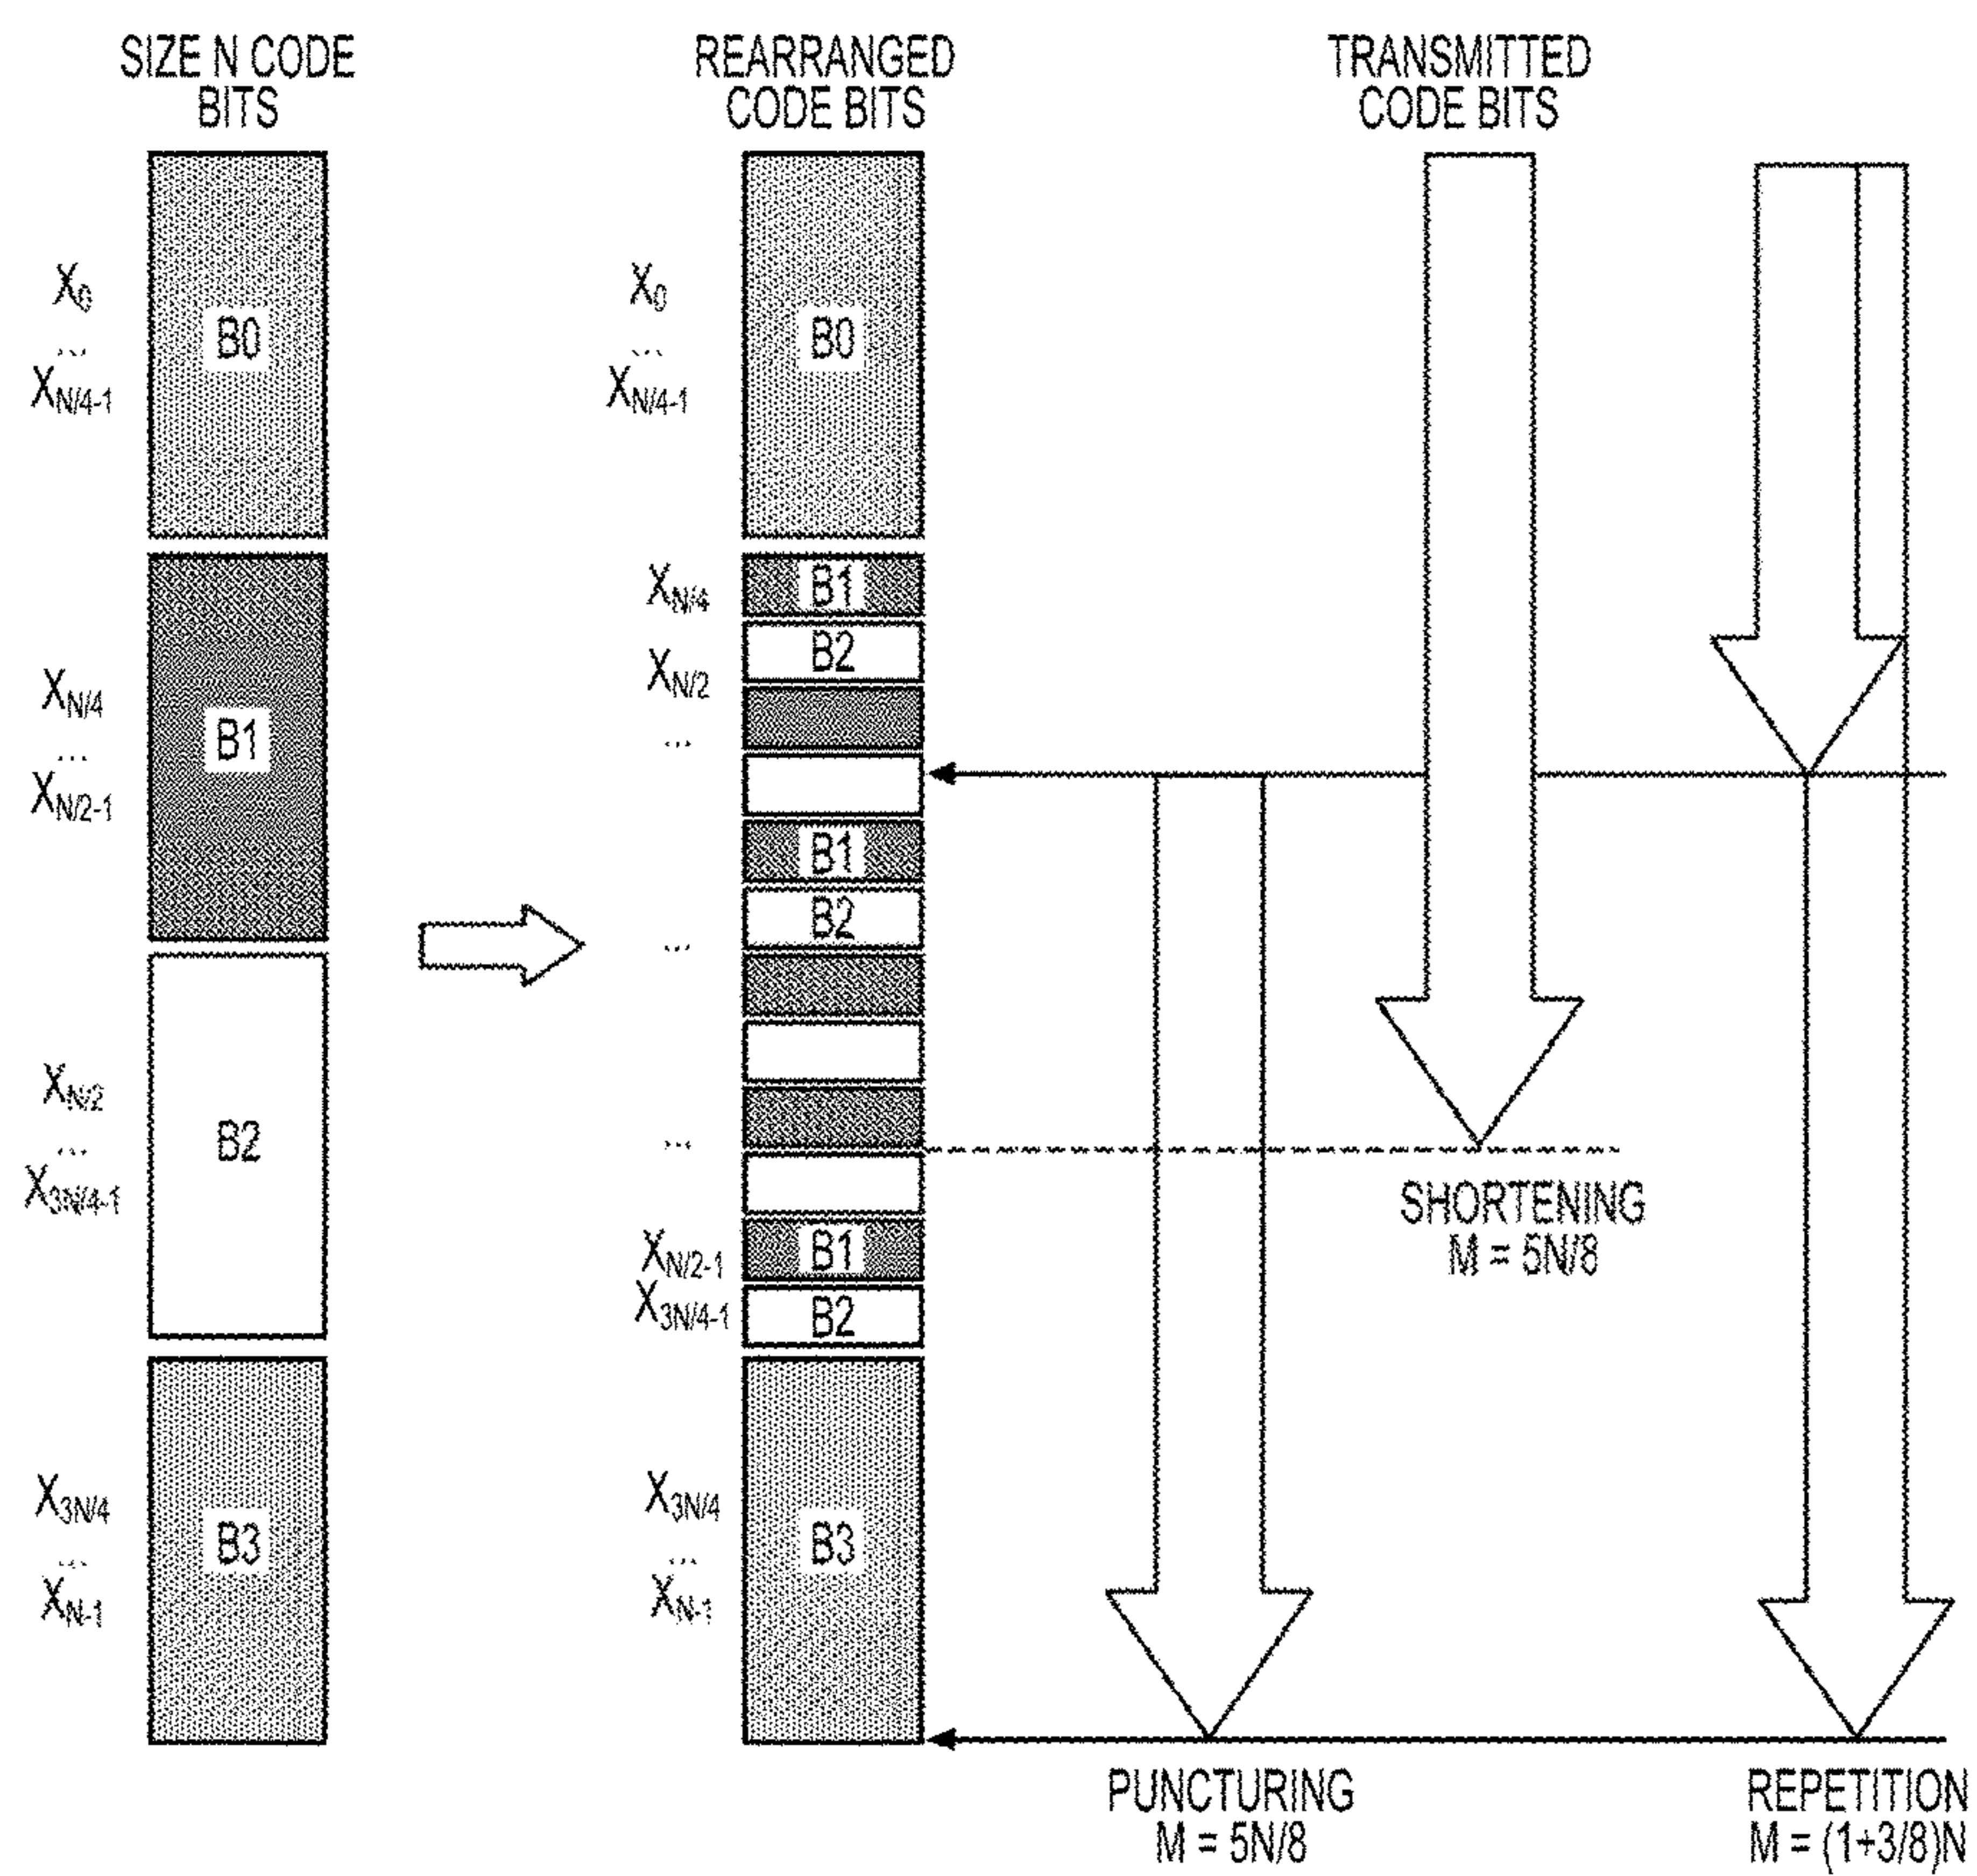 SIZE N CODE
BITS
REARRANGED
CODE BITS
TRANSMITTED
CODE BITS
X0
...
XN/4-1
B0
XN/4
...
XN/2-1
B1
XN/2
...
X3N/4-1
B2
X3N/4
...
XN-1
B3
X0
...
XN/4-1
B0
XN/4
B1
XN/2
B2
...
B1
B2
...
...
XN/2-1
B1
X3N/4-1
B2
X3N/4
...
XN-1
B3
SHORTENING
M = 5N/8
PUNCTURING
M = 5N/8
REPETITION
M = (1+3/8)N